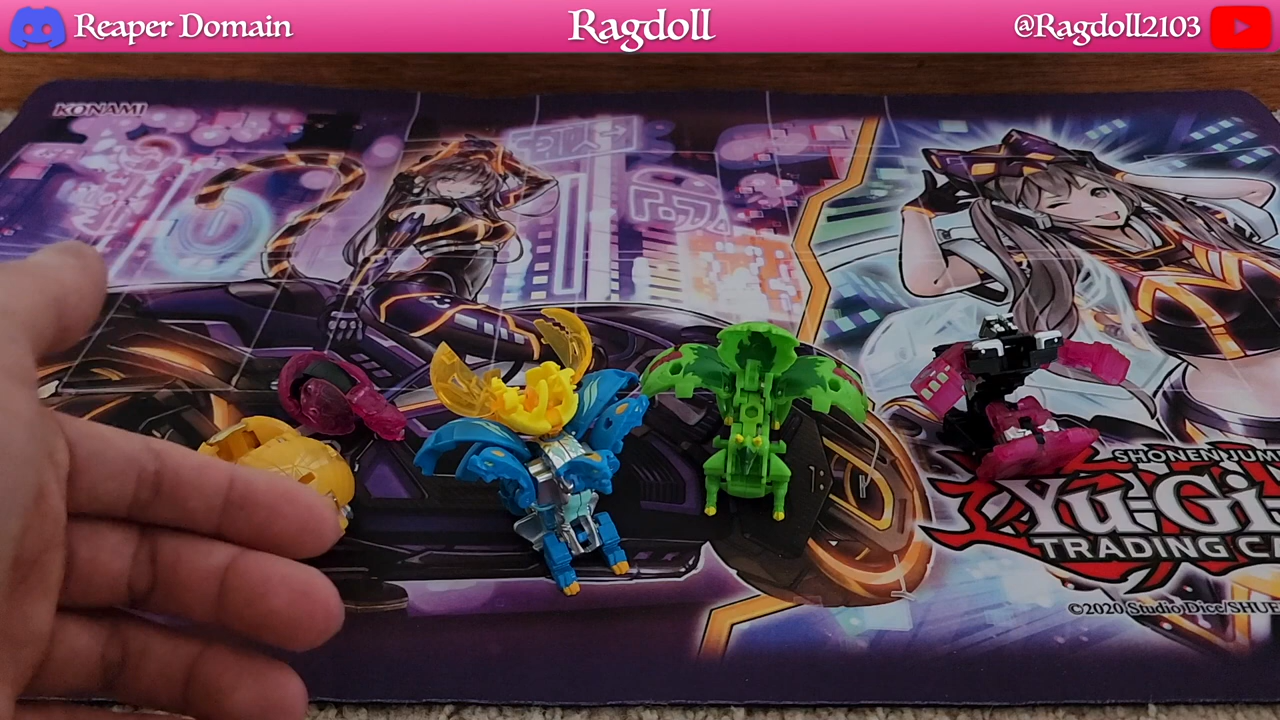 Reaper Domain
Ragdoll
@Ragdoll2103
KONAMI
SHONEN JUMP
Yu-Gi-
TRADING CA
©2020 Studio Dice/SHUE